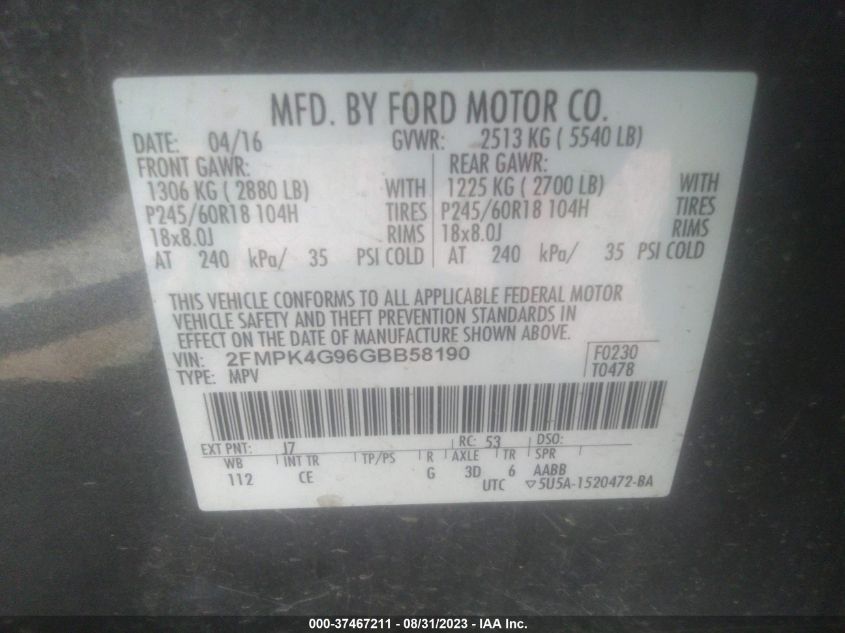 MFD. BY FORD MOTOR CO.
DATE: 04/16 GVWR: 2513 KG ( 5540 LB)
FRONT GAWR: REAR GAWR:
1306 KG ( 2880 LB) WITH 1225 KG ( 2700 LB) WITH
P245/60R18 104H TIRES P245/60R18 104H TIRES
18x8.0J RIMS 18x8.0J RIMS
AT 240 kPa/ 35 PSI COLD AT 240 kPa/ 35 PSI COLD
THIS VEHICLE CONFORMS TO ALL APPLICABLE FEDERAL MOTOR
VEHICLE SAFETY AND THEFT PREVENTION STANDARDS IN
EFFECT ON THE DATE OF MANUFACTURE SHOWN ABOVE.
VIN: 2FMPK4G96GBB58190 F0230
TYPE: MPV T0478
EXT PNT: J7 RC: 53 DSO:
WB INT TR TP/PS R AXLE TR SPR
112 CE G 3D 6 AABB
UTC ▽5U5A-1520472-BA
000-37467211 - 08/31/2023 - IAA Inc.